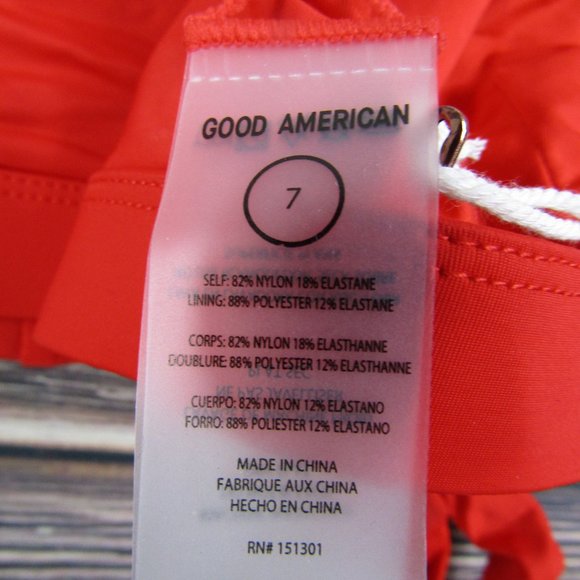 GOOD AMERICAN
7
SELF: 82% NYLON 18% ELASTANE
LINING: 88% POLYESTER 12% ELASTANE
CORPS: 82% NYLON 18% ELASTHANNE
DOUBLURE: 88% POLYESTER 12% ELASTHANNE
CUERPO: 82% NYLON 12% ELASTANO
FORRO: 88% POLIESTER 12% ELASTANO
MADE IN CHINA
FABRIQUE AUX CHINA
HECHO EN CHINA
RN# 151301